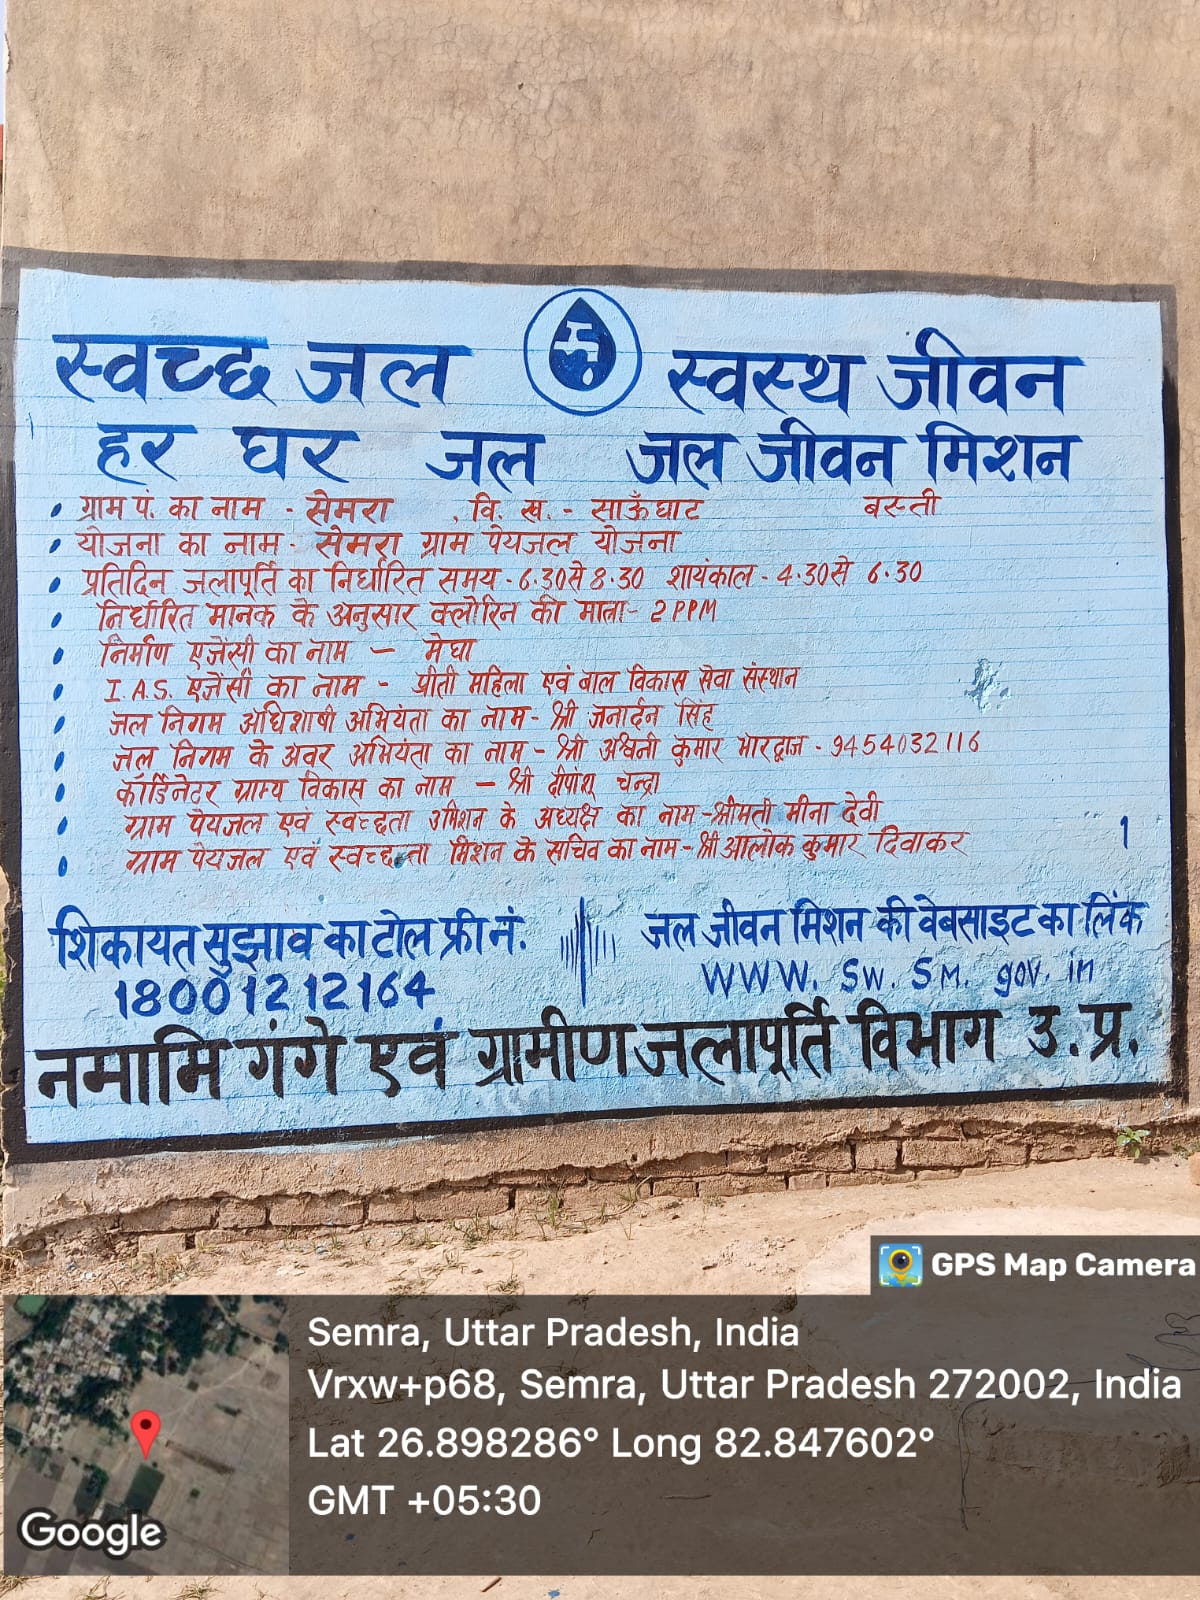 स्वच्छ जल स्वस्थ जीवन
हर घर जल जल जीवन मिशन
• ग्राम पं. का नाम - सेमरा , वि. ख. - साऊँघाट बस्ती
• योजना का नाम - सेमरा ग्राम पेयजल योजना
• प्रतिदिन जलापूर्ति का निर्धारित समय - 6.30 से 8.30 शायंकाल - 4.30 से 6.30
• निर्धारित मानक के अनुसार क्लोरिन की मात्रा - 2 PPM
• निर्माण एजेंसी का नाम – मेघा
• I.A.S. एजेंसी का नाम - प्रीती महिला एवं बाल विकास सेवा संस्थान
• जल निगम अधिशाषी अभियंता का नाम - श्री जनार्दन सिंह
• जल निगम के अवर अभियंता का नाम - श्री अश्वनी कुमार भारद्वाज - 9454032116
• कॉर्डिनेटर ग्राम्य विकास का नाम – श्री दीपांशू चन्द्रा
• ग्राम पेयजल एवं स्वच्छता मिशन के अध्यक्ष का नाम - श्रीमती मीना देवी
• ग्राम पेयजल एवं स्वच्छता मिशन के सचिव का नाम - श्री आलोक कुमार दिवाकर
1
शिकायत सुझाव का टोल फ्री नं. जल जीवन मिशन की वेबसाइट का लिंक
18001212164 WWW. SW. SM. gov. in
नमामि गंगे एवं ग्रामीण जलापूर्ति विभाग उ. प्र.
GPS Map Camera
Semra, Uttar Pradesh, India
Vrxw+p68, Semra, Uttar Pradesh 272002, India
Lat 26.898286° Long 82.847602°
GMT +05:30
Google